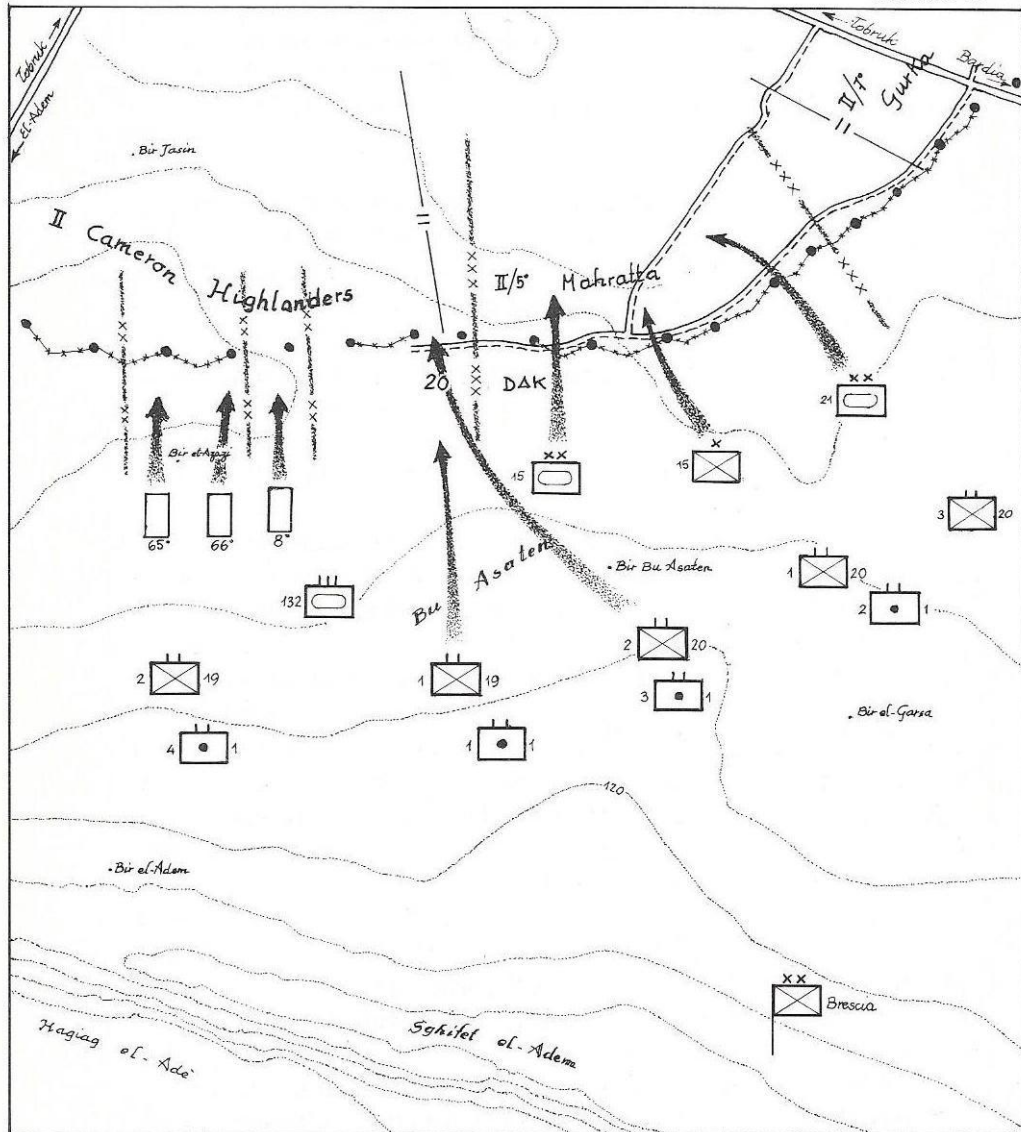 Tobruk
El-Adem
Tobruk
Bardia
II/7°
Gurka
Bir Jasin
II Cameron Highlanders
II/5° Mahratta
20
DAK
21
15
15
Bir el-Azazi
65°
66°
8°
3 20
Bu Asaten
Bir Bu Asaten
1 20
132
2 1
2 20
2 19
1 19
3 1
Bir el-Garsa
4 1
1 1
120
Bir el-Adem
Brescia
Sghifet el-Adem
Hagiag el-Adè